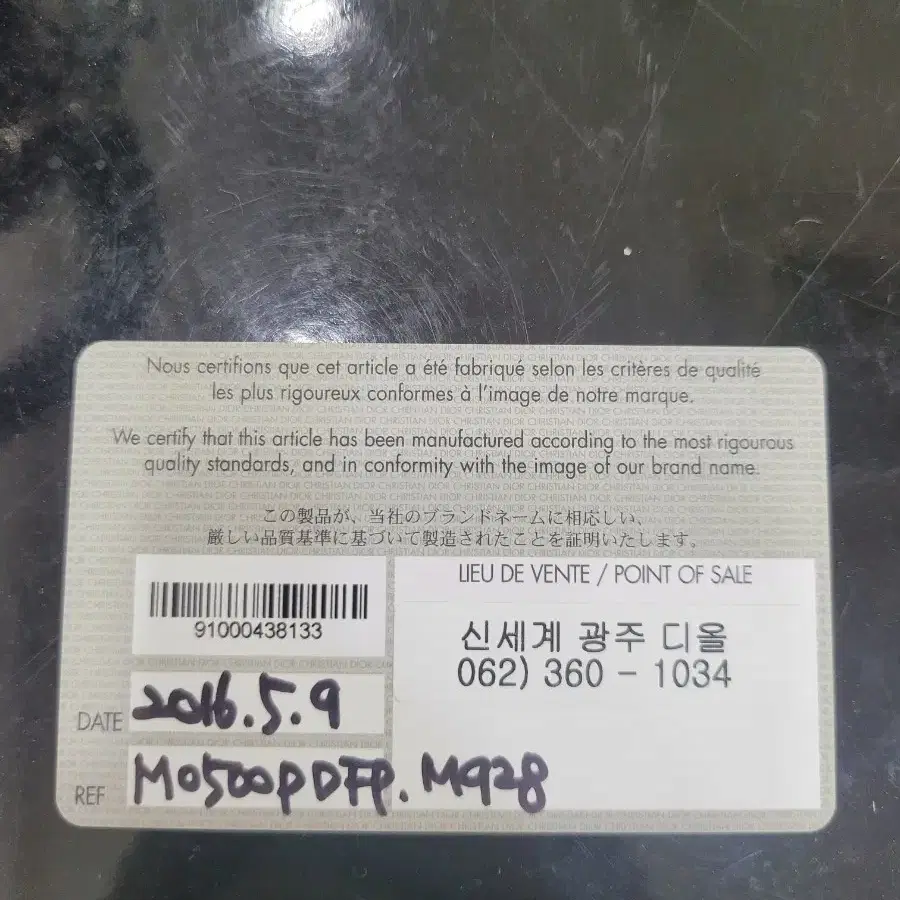 Nous certifions que cet article a été fabriqué selon les critères de qualité
les plus rigoureux conformes à l'image de notre marque.
We certify that this article has been manufactured according to the most rigourous
quality standards, and in conformity with the image of our brand name.
この製品が、当社のブランドネームに相応しい、
厳しい品質基準に基づいて製造されたことを証明いたします。
91000438133
LIEU DE VENTE / POINT OF SALE
신세계 광주 디올
062) 360 - 1034
DATE 2016.5.9
REF M0500PDFP.M928